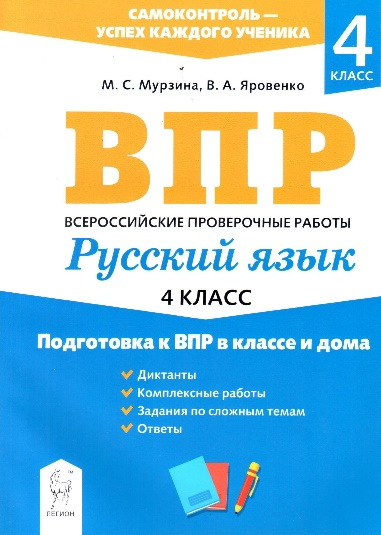 САМОКОНТРОЛЬ —
УСПЕХ КАЖДОГО УЧЕНИКА
4
КЛАСС
М. С. Мурзина, В. А. Яровенко
ВПР
ВСЕРОССИЙСКИЕ ПРОВЕРОЧНЫЕ РАБОТЫ
Русский язык
4 КЛАСС
Подготовка к ВПР в классе и дома
Диктанты
Комплексные работы
Задания по сложным темам
Ответы
ЛЕГИОН